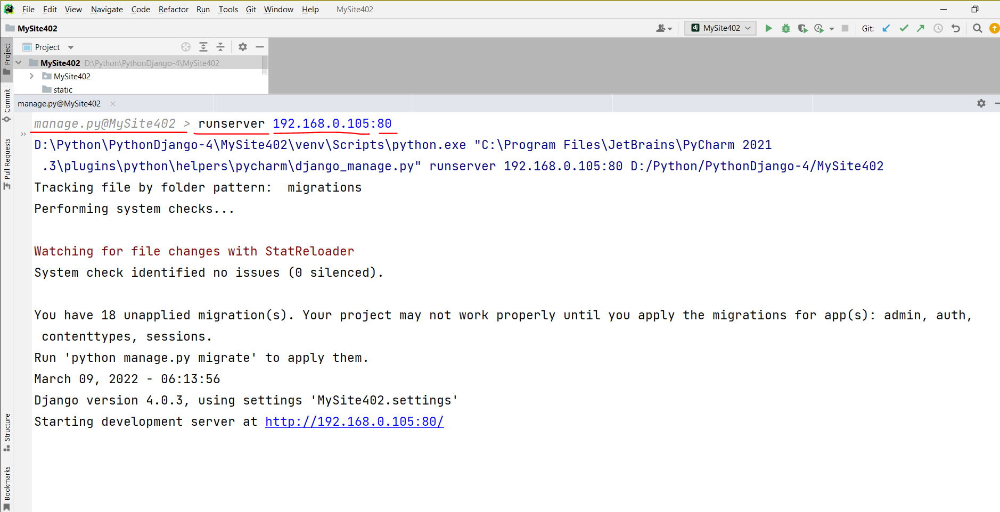 File Edit View Navigate Code Refactor Run Tools Git Window Help MySite402
MySite402
MySite402
Git:
Project
MySite402 D:\Python\PythonDjango-4\MySite402
MySite402
static
Project
Commit
Pull Requests
Structure
Bookmarks
manage.py@MySite402
manage.py@MySite402 > runserver 192.168.0.105:80
D:\Python\PythonDjango-4\MySite402\venv\Scripts\python.exe "C:\Program Files\JetBrains\PyCharm 2021
.3\plugins\python\helpers\pycharm\django_manage.py" runserver 192.168.0.105:80 D:/Python/PythonDjango-4/MySite402
Tracking file by folder pattern:  migrations
Performing system checks...
Watching for file changes with StatReloader
System check identified no issues (0 silenced).
You have 18 unapplied migration(s). Your project may not work properly until you apply the migrations for app(s): admin, auth,
contenttypes, sessions.
Run 'python manage.py migrate' to apply them.
March 09, 2022 - 06:13:56
Django version 4.0.3, using settings 'MySite402.settings'
Starting development server at http://192.168.0.105:80/